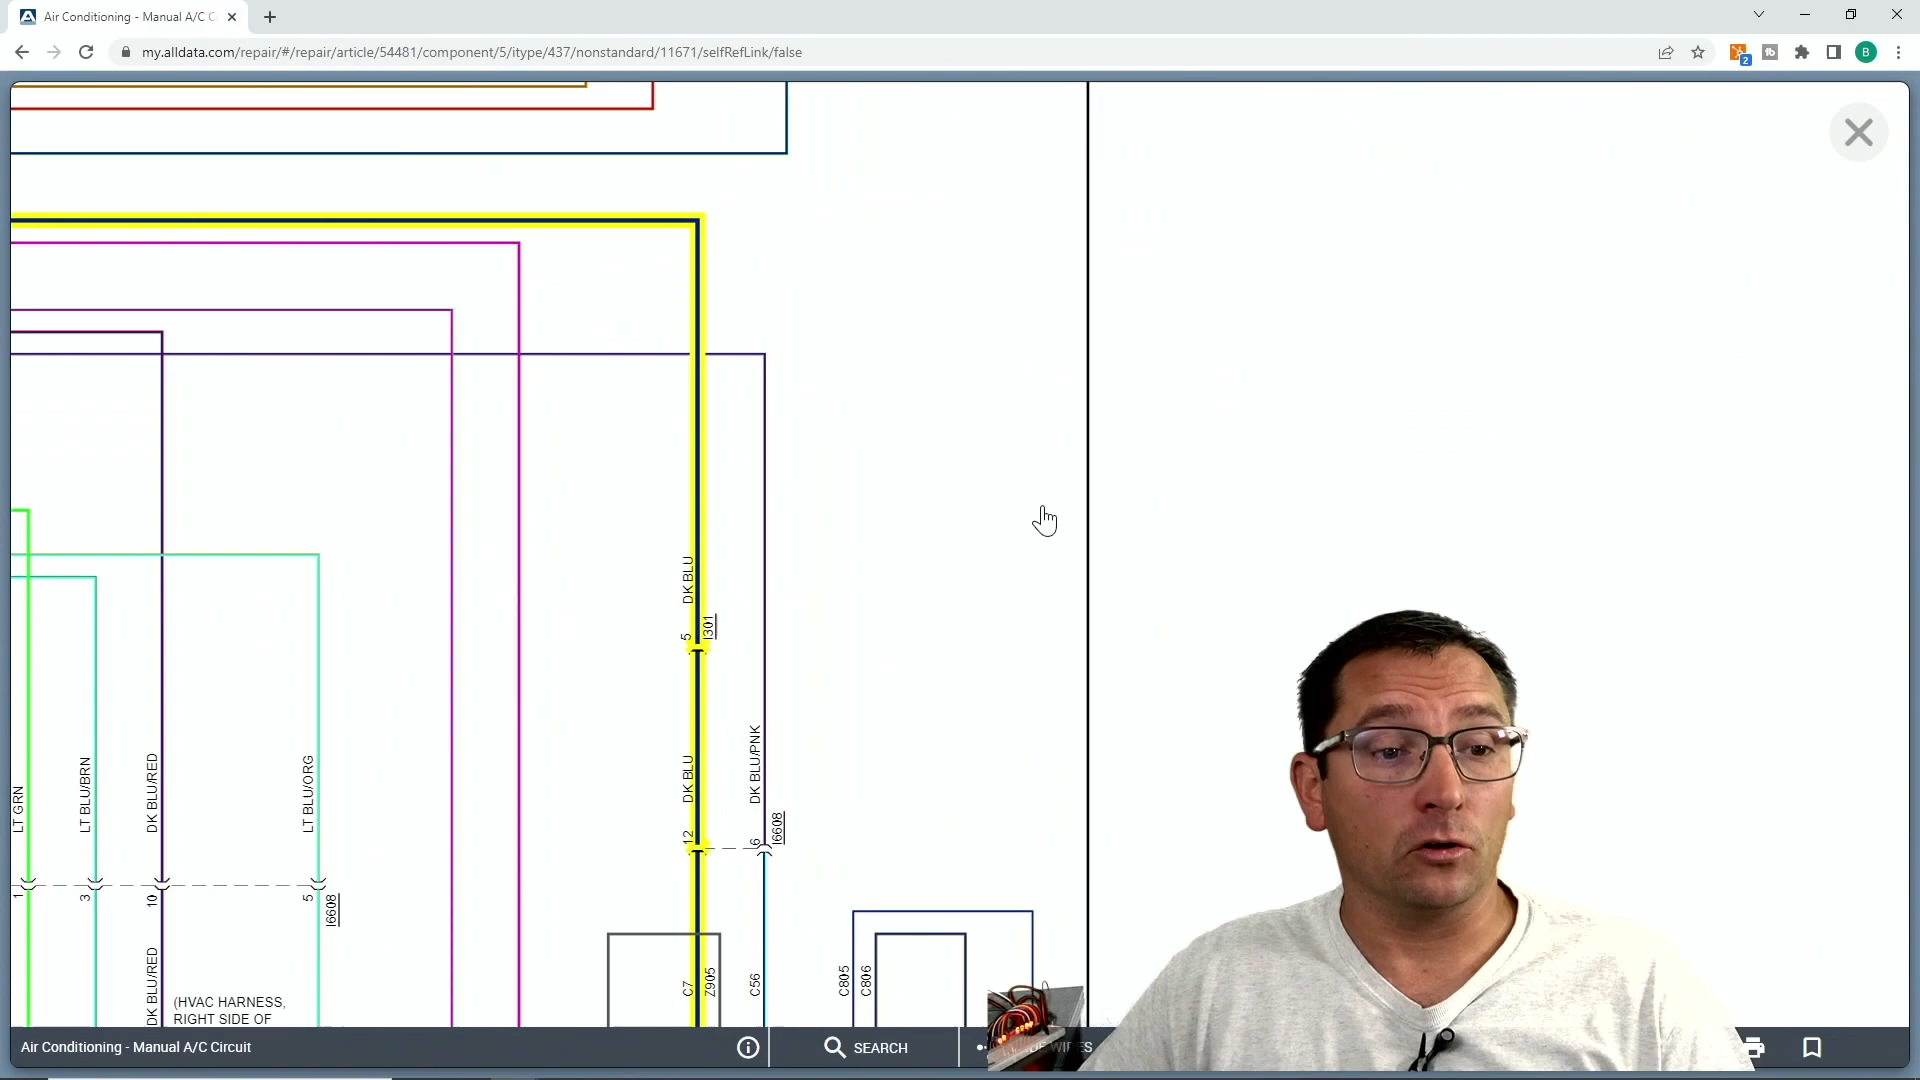 Air Conditioning - Manual A/C C
my.alldata.com/repair/#/repair/article/54481/component/5/itype/437/nonstandard/11671/selfRefLink/false
2
B
DK BLU
5
I301
DK BLU
12
DK BLU/PNK
6
I6608
LT GRN
1
LT BLU/BRN
3
DK BLU/RED
10
LT BLU/ORG
5
I6608
DK BLU/RED
(HVAC HARNESS,
RIGHT SIDE OF
C7
Z905
C56
C805
C806
Air Conditioning - Manual A/C Circuit
SEARCH